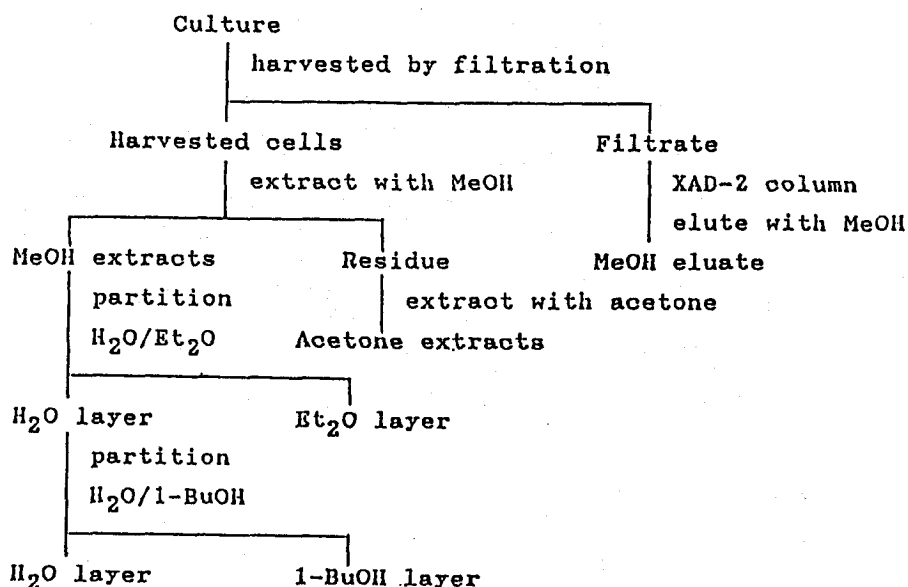 Culture
harvested by filtration
Harvested cells Filtrate
extract with MeOH XAD-2 column
elute with MeOH
MeOH extracts Residue MeOH eluate
partition extract with acetone
H₂O/Et₂O Acetone extracts
H₂O layer Et₂O layer
partition
H₂O/1-BuOH
H₂O layer 1-BuOH layer